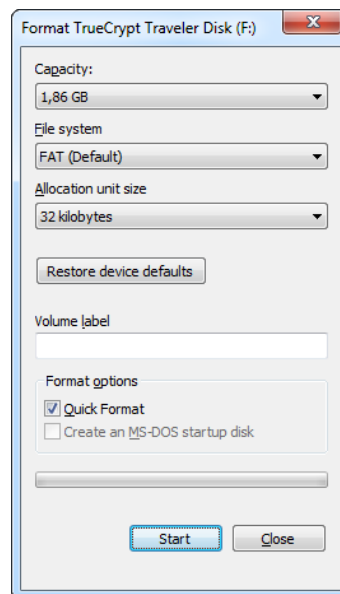 Format TrueCrypt Traveler Disk (F:)
Capacity:
1,86 GB
File system
FAT (Default)
Allocation unit size
32 kilobytes
Restore device defaults
Volume label
Format options
Quick Format
Create an MS-DOS startup disk
Start Close